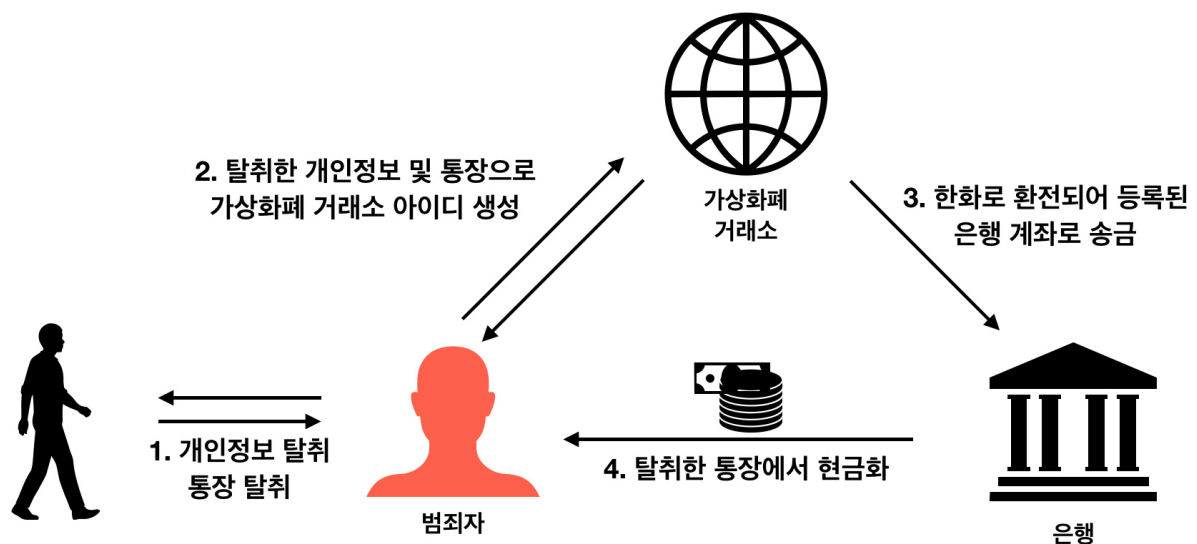 2. 탈취한 개인정보 및 통장으로
가상화폐 거래소 아이디 생성
가상화폐
거래소
3. 한화로 환전되어 등록된
은행 계좌로 송금
1. 개인정보 탈취
통장 탈취
4. 탈취한 통장에서 현금화
범죄자
은행